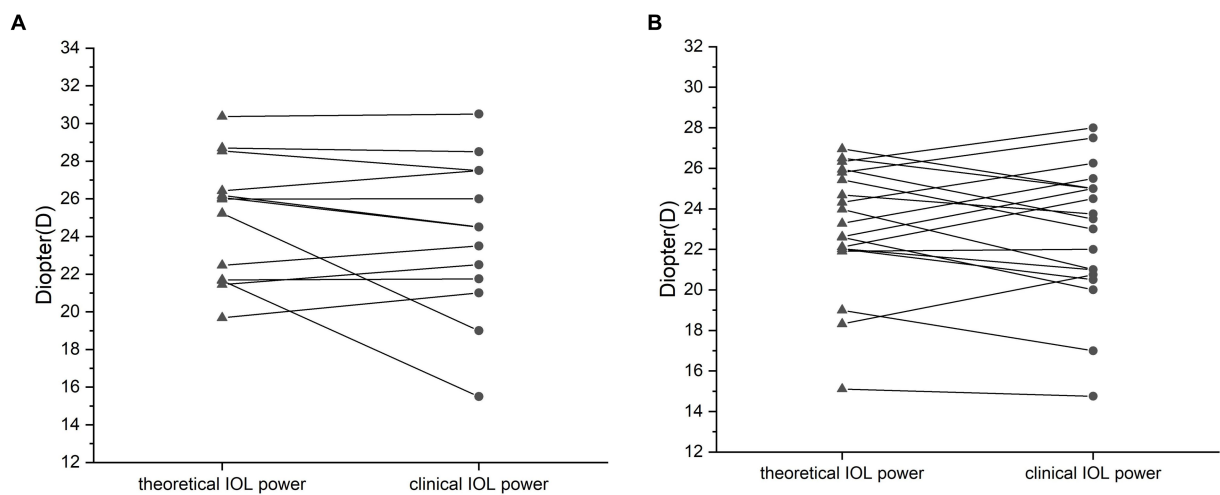 A
Diopter(D)
34
32
30
28
26
24
22
20
18
16
14
12
theoretical IOL power
clinical IOL power
B
Diopter(D)
32
30
28
26
24
22
20
18
16
14
12
theoretical IOL power
clinical IOL power